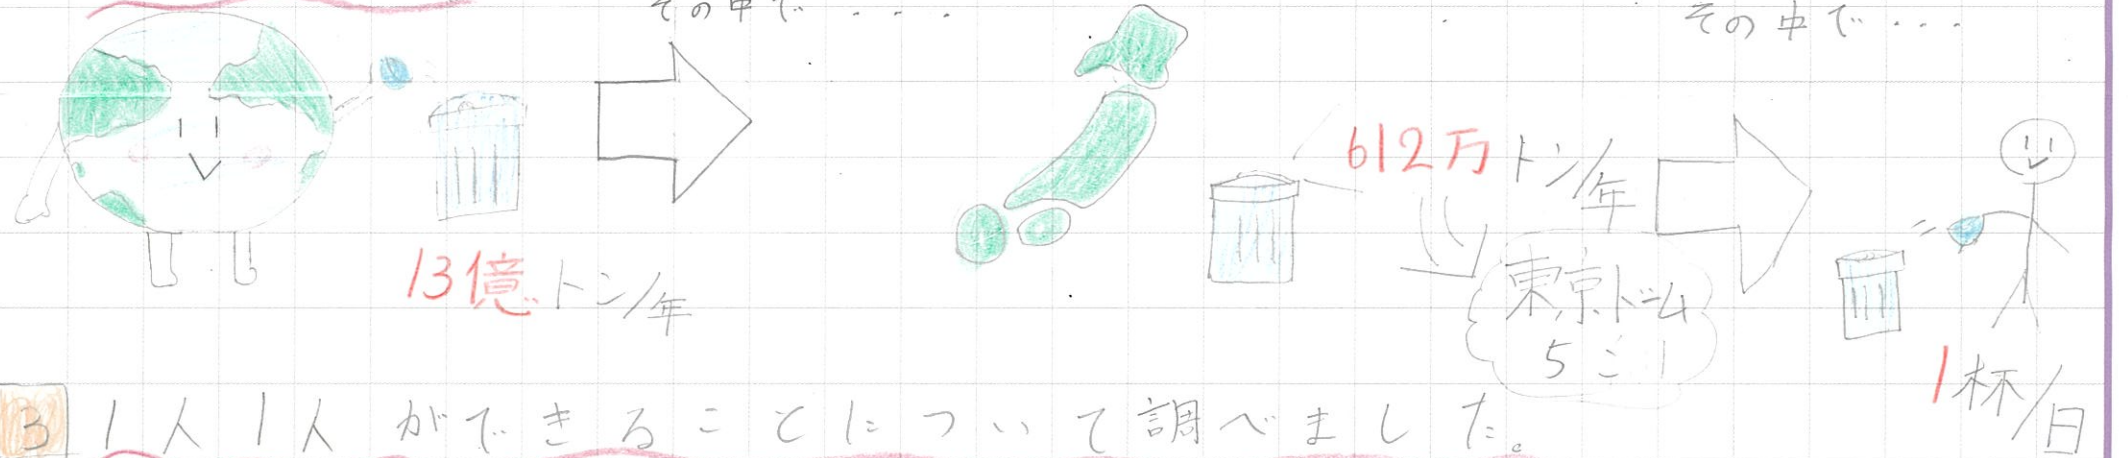 その中で・・・
その中で・・・
13億トン/年
612万トン/年
東京ドーム
5こ!
1杯/日
3 1人1人ができることについて調べました。